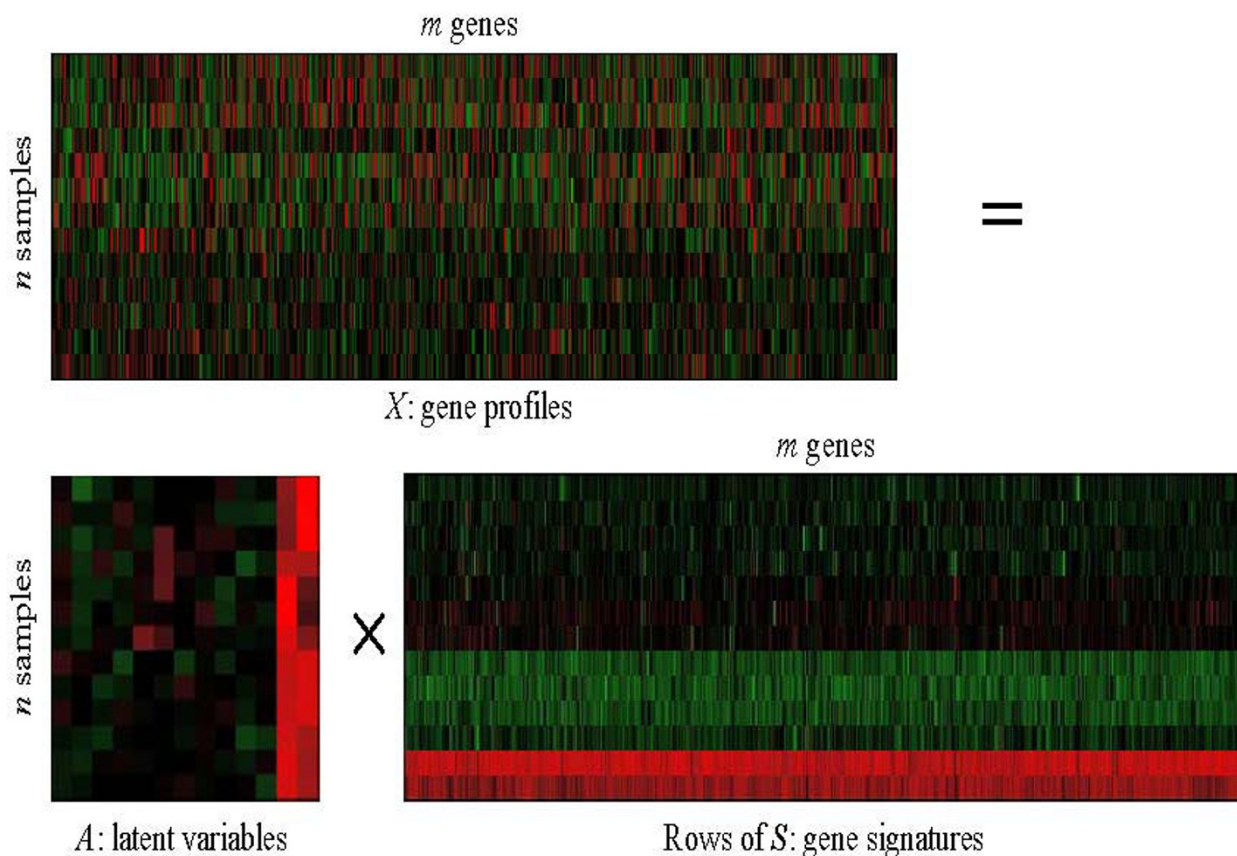 m genes
n samples
=
X: gene profiles
m genes
n samples
×
A: latent variables
Rows of S: gene signatures